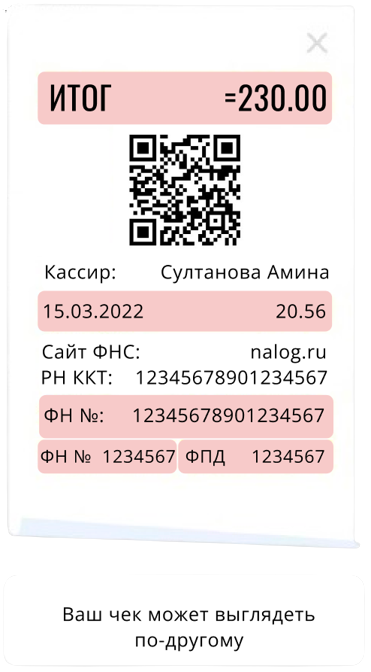 ИТОГ =230.00
Кассир: Султанова Амина
15.03.2022 20.56
Сайт ФНС: nalog.ru
РН ККТ: 12345678901234567
ФН №: 12345678901234567
ФН № 1234567 ФПД 1234567
Ваш чек может выглядеть
по-другому